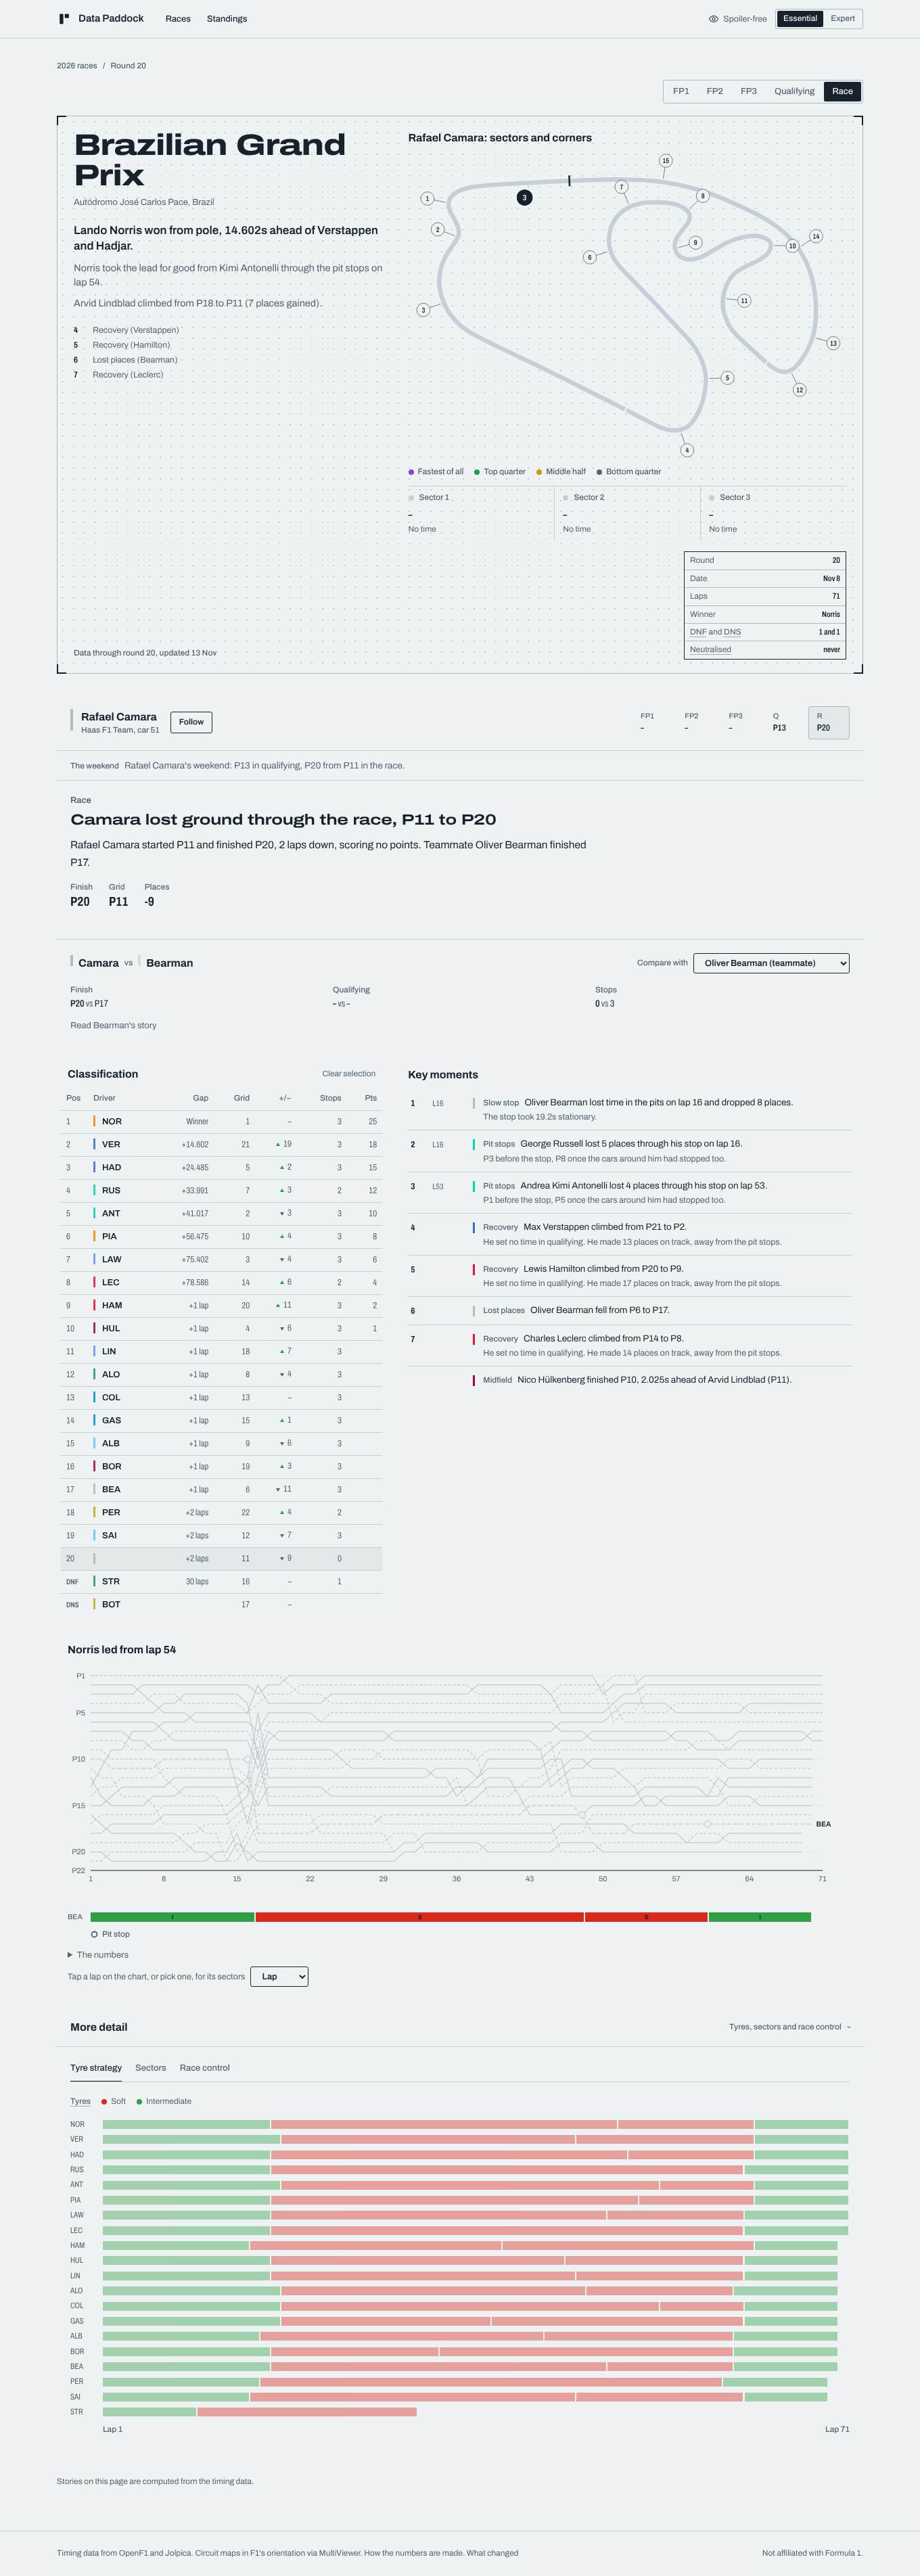 Data Paddock
Races
Standings
Spoiler-free
Essential
Expert
2026 races / Round 20
FP1
FP2
FP3
Qualifying
Race
Brazilian Grand
Prix
Autódromo José Carlos Pace, Brazil
Lando Norris won from pole, 14.602s ahead of Verstappen
and Hadjar.
Norris took the lead for good from Kimi Antonelli through the pit stops on
lap 54.
Arvid Lindblad climbed from P18 to P11 (7 places gained).
4 Recovery (Verstappen)
5 Recovery (Hamilton)
6 Lost places (Bearman)
7 Recovery (Leclerc)
Data through round 20, updated 13 Nov
Rafael Camara: sectors and corners
15
7
3
1
8
2
14
9
10
6
11
3
13
5
12
4
Fastest of all
Top quarter
Middle half
Bottom quarter
Sector 1
–
No time
Sector 2
–
No time
Sector 3
–
No time
Round 20
Date Nov 8
Laps 71
Winner Norris
DNF and DNS 1 and 1
Neutralised never
Rafael Camara
Haas F1 Team, car 51
Follow
FP1 –
FP2 –
FP3 –
Q P13
R P20
The weekend Rafael Camara's weekend: P13 in qualifying, P20 from P11 in the race.
Race
Camara lost ground through the race, P11 to P20
Rafael Camara started P11 and finished P20, 2 laps down, scoring no points. Teammate Oliver Bearman finished
P17.
Finish Grid Places
P20 P11 -9
Camara vs Bearman
Compare with Oliver Bearman (teammate)
Finish Qualifying Stops
P20 vs P17 – vs – 0 vs 3
Read Bearman's story
Classification
Clear selection
Pos Driver Gap Grid +/− Stops Pts
1 NOR Winner 1 – 3 25
2 VER +14.602 21 ▲ 19 3 18
3 HAD +24.485 5 ▲ 2 3 15
4 RUS +33.991 7 ▲ 3 2 12
5 ANT +41.017 2 ▼ 3 3 10
6 PIA +56.475 10 ▲ 4 3 8
7 LAW +75.402 3 ▼ 4 3 6
8 LEC +78.586 14 ▲ 6 2 4
9 HAM +1 lap 20 ▲ 11 3 2
10 HUL +1 lap 4 ▼ 6 3 1
11 LIN +1 lap 18 ▲ 7 3
12 ALO +1 lap 8 ▼ 4 3
13 COL +1 lap 13 – 3
14 GAS +1 lap 15 ▲ 1 3
15 ALB +1 lap 9 ▼ 6 3
16 BOR +1 lap 19 ▲ 3 3
17 BEA +1 lap 6 ▼ 11 3
18 PER +2 laps 22 ▲ 4 2
19 SAI +2 laps 12 ▼ 7 3
20 +2 laps 11 ▼ 9 0
DNF STR 30 laps 16 – 1
DNS BOT 17 –
Key moments
1 L16 Slow stop Oliver Bearman lost time in the pits on lap 16 and dropped 8 places.
The stop took 19.2s stationary.
2 L16 Pit stops George Russell lost 5 places through his stop on lap 16.
P3 before the stop, P8 once the cars around him had stopped too.
3 L53 Pit stops Andrea Kimi Antonelli lost 4 places through his stop on lap 53.
P1 before the stop, P5 once the cars around him had stopped too.
4 Recovery Max Verstappen climbed from P21 to P2.
He set no time in qualifying. He made 13 places on track, away from the pit stops.
5 Recovery Lewis Hamilton climbed from P20 to P9.
He set no time in qualifying. He made 17 places on track, away from the pit stops.
6 Lost places Oliver Bearman fell from P6 to P17.
7 Recovery Charles Leclerc climbed from P14 to P8.
He set no time in qualifying. He made 14 places on track, away from the pit stops.
Midfield Nico Hülkenberg finished P10, 2.025s ahead of Arvid Lindblad (P11).
Norris led from lap 54
P1
P5
P10
P15
BEA
P20
P22
1 8 15 22 29 36 43 50 57 64 71
BEA I S S I
Pit stop
The numbers
Tap a lap on the chart, or pick one, for its sectors Lap
More detail
Tyres, sectors and race control –
Tyre strategy
Sectors
Race control
Tyres Soft Intermediate
NOR
VER
HAD
RUS
ANT
PIA
LAW
LEC
HAM
HUL
LIN
ALO
COL
GAS
ALB
BOR
BEA
PER
SAI
STR
Lap 1
Lap 71
Stories on this page are computed from the timing data.
Timing data from OpenF1 and Jolpica. Circuit maps in F1's orientation via MultiViewer. How the numbers are made. What changed
Not affiliated with Formula 1.